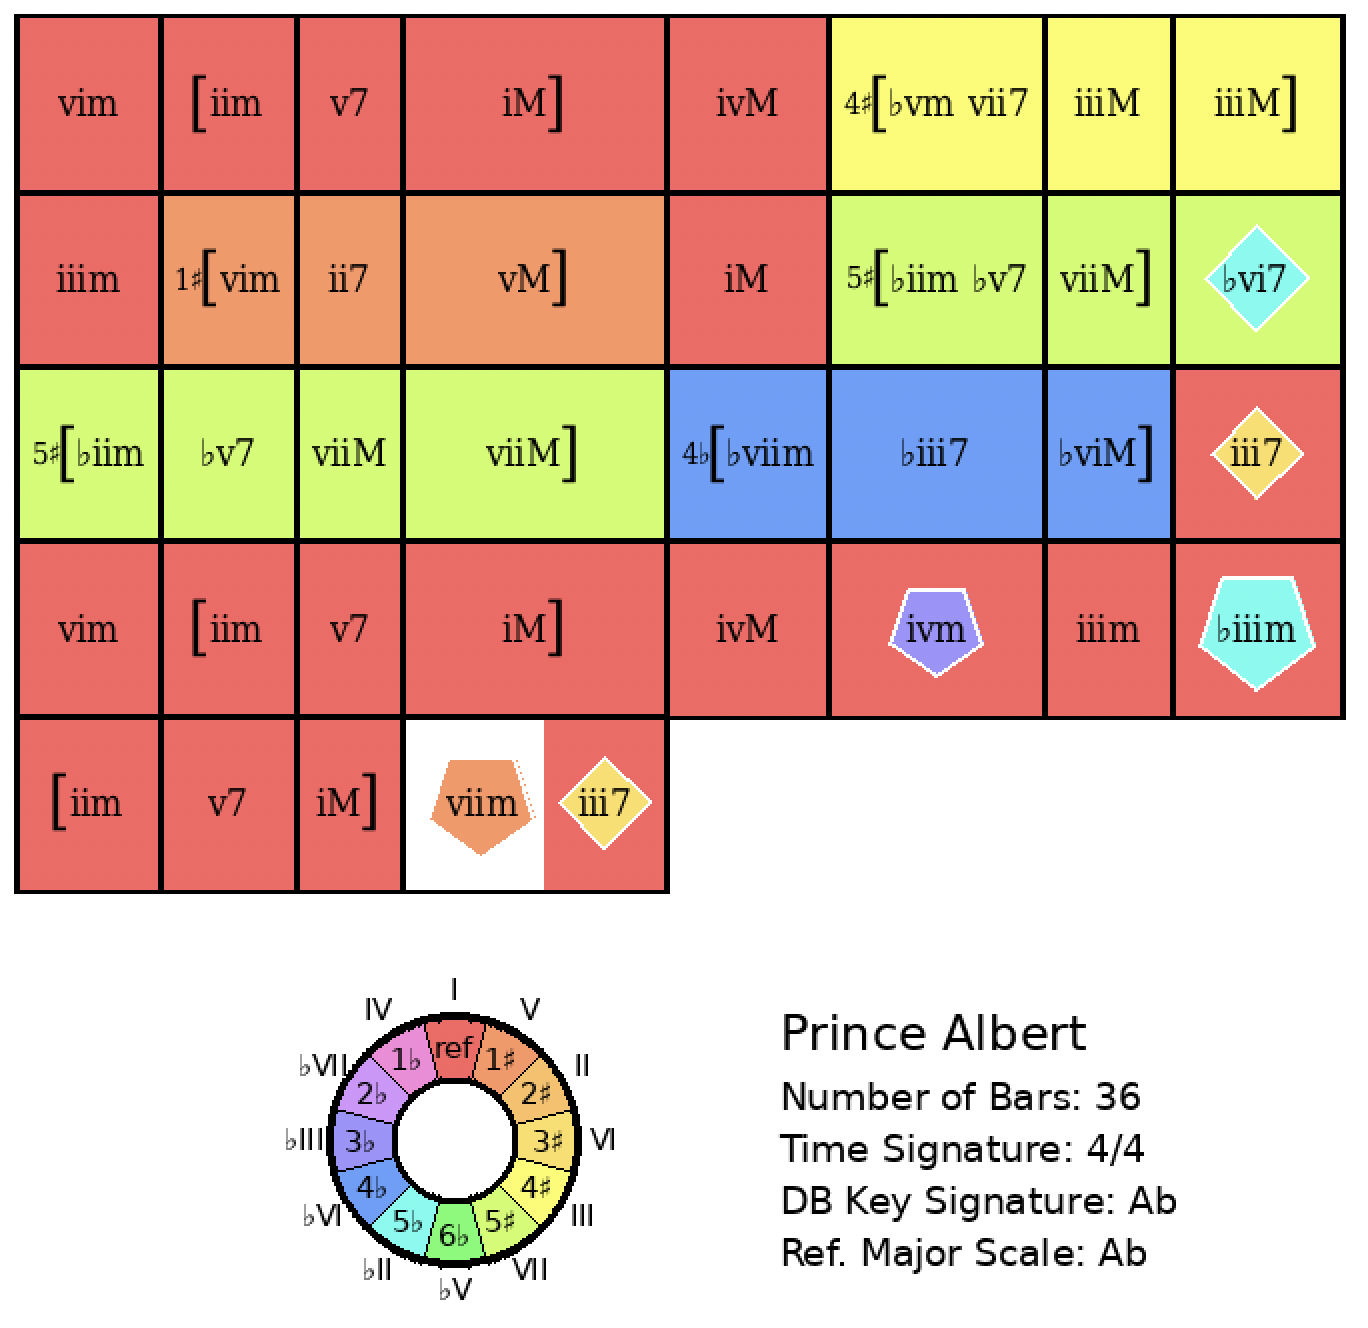 vim [iim v7 iM] ivM 4♯[♭vm vii7 iiiM iiiM]
iiim 1♯[vim ii7 vM] iM 5♯[♭iim ♭v7 viiM] ♭vi7
5♯[♭iim ♭v7 viiM viiM] 4♭[♭viim ♭iii7 ♭viM] iii7
vim [iim v7 iM] ivM ivm iiim ♭iiim
[iim v7 iM] viim iii7
I
IV V
♭VII 1♭ ref 1♯ II
2♭ 2♯
♭III 3♭ 3♯ VI
4♭ 4♯
♭VI 5♭ 6♭ 5♯ III
♭II VII
♭V
Prince Albert
Number of Bars: 36
Time Signature: 4/4
DB Key Signature: Ab
Ref. Major Scale: Ab